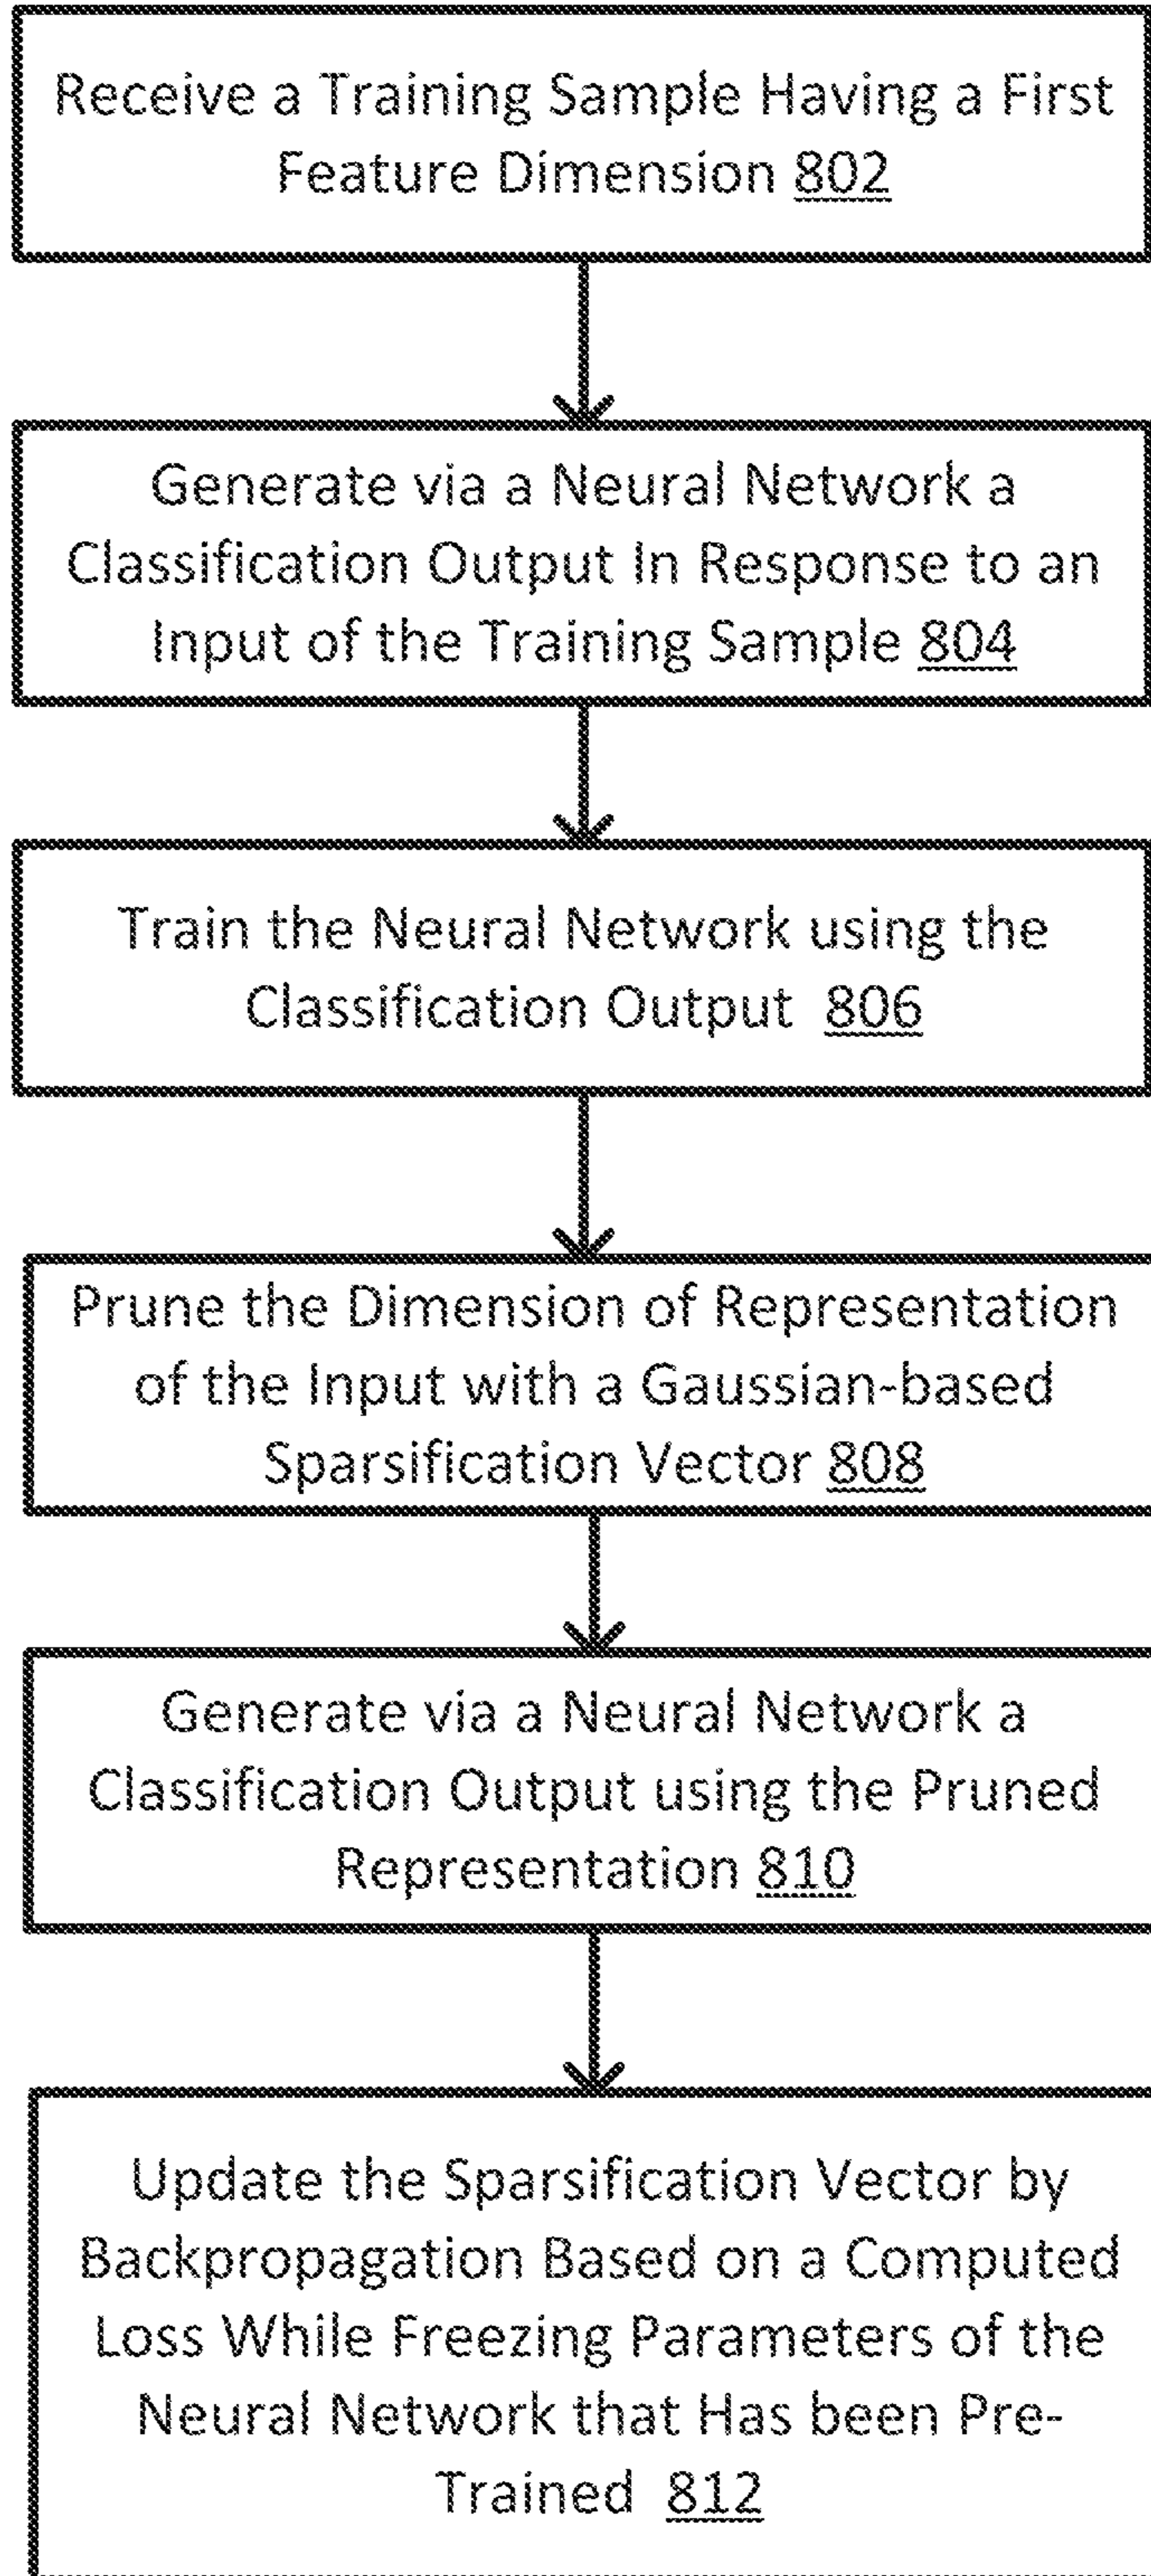 Receive a Training Sample Having a First
Feature Dimension 802
Generate via a Neural Network a
Classification Output In Response to an
Input of the Training Sample 804
Train the Neural Network using the
Classification Output 806
Prune the Dimension of Representation
of the Input with a Gaussian-based
Sparsification Vector 808
Generate via a Neural Network a
Classification Output using the Pruned
Representation 810
Update the Sparsification Vector by
Backpropagation Based on a Computed
Loss While Freezing Parameters of the
Neural Network that Has been Pre-
Trained 812